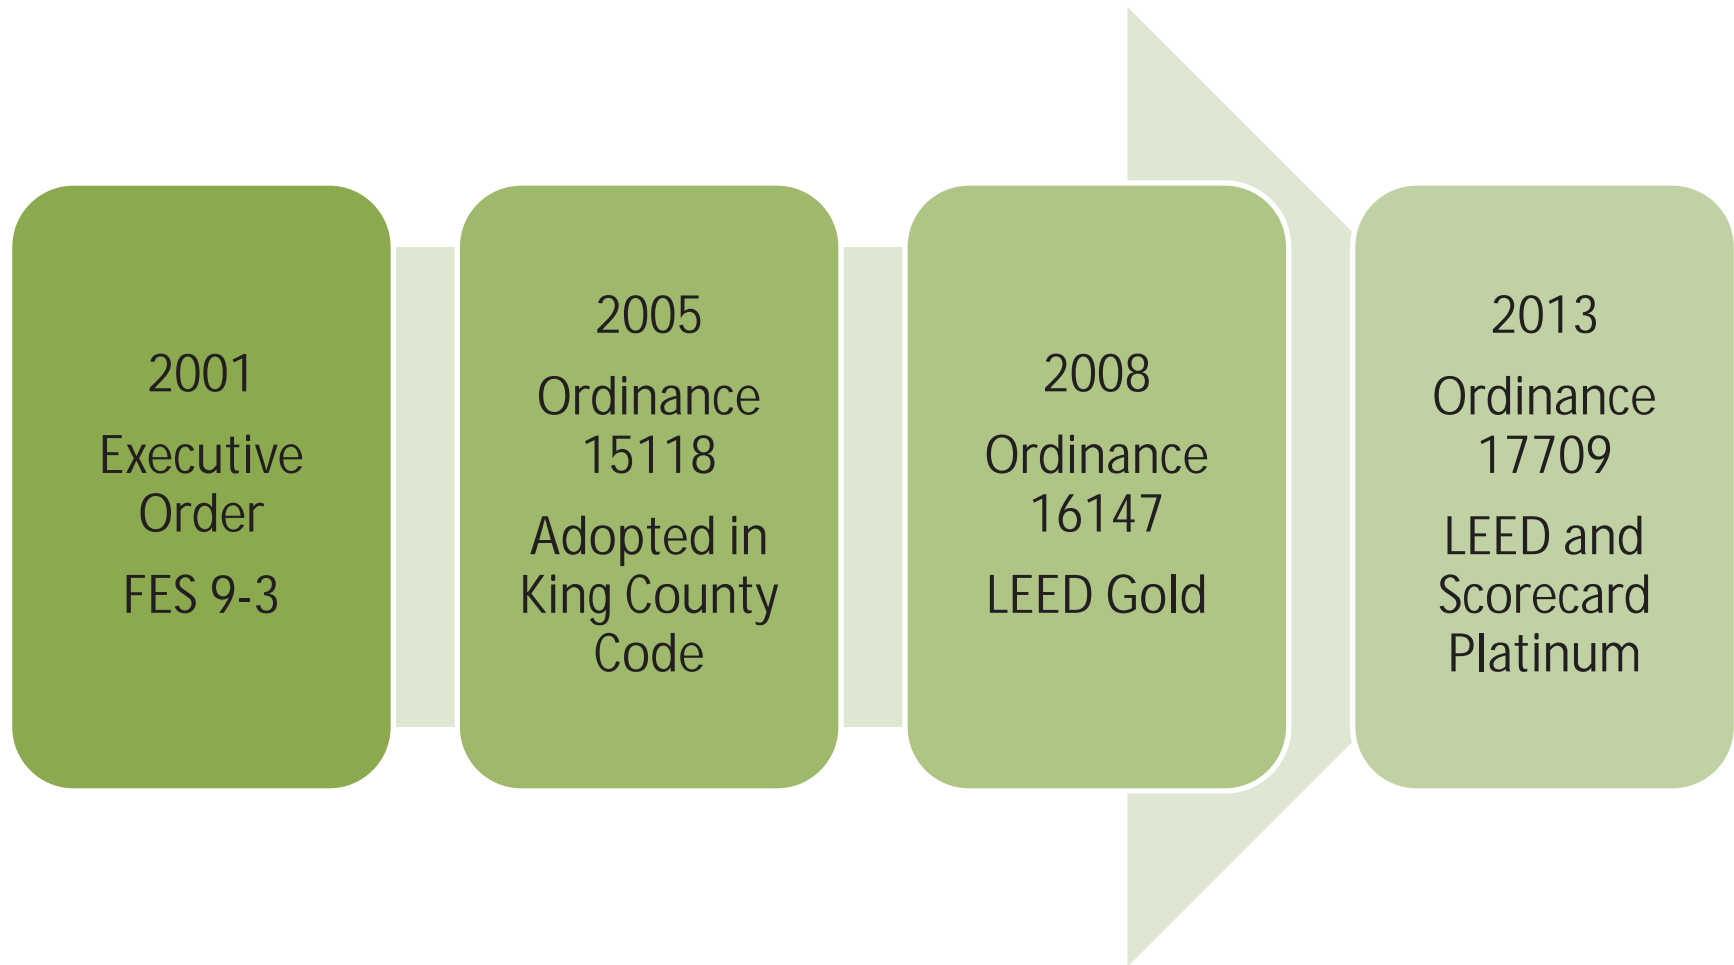 2001
Executive
Order
FES 9-3
2005
Ordinance
15118
Adopted in
King County
Code
2008
Ordinance
16147
LEED Gold
2013
Ordinance
17709
LEED and
Scorecard
Platinum